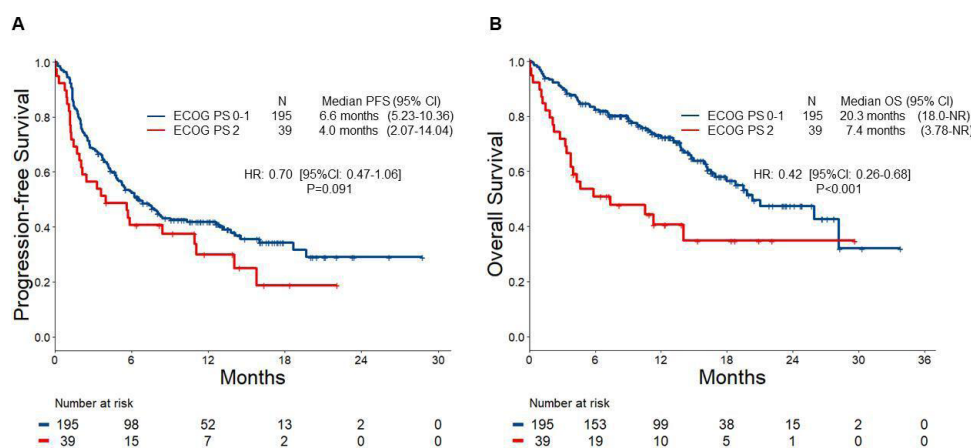 A
Progression-free Survival
1.0
0.8
0.6
0.4
0.2
0.0
N Median PFS (95% CI)
ECOG PS 0-1 195 6.6 months (5.23-10.36)
ECOG PS 2 39 4.0 months (2.07-14.04)
HR: 0.70 [95%CI: 0.47-1.06]
P=0.091
0 6 12 18 24 30
Months
Number at risk
195 98 52 13 2 0
39 15 7 2 0 0
B
Overall Survival
1.0
0.8
0.6
0.4
0.2
0.0
N Median OS (95% CI)
ECOG PS 0-1 195 20.3 months (18.0-NR)
ECOG PS 2 39 7.4 months (3.78-NR)
HR: 0.42 [95%CI: 0.26-0.68]
P<0.001
0 6 12 18 24 30 36
Months
Number at risk
195 153 99 38 15 2 0
39 19 10 5 1 0 0